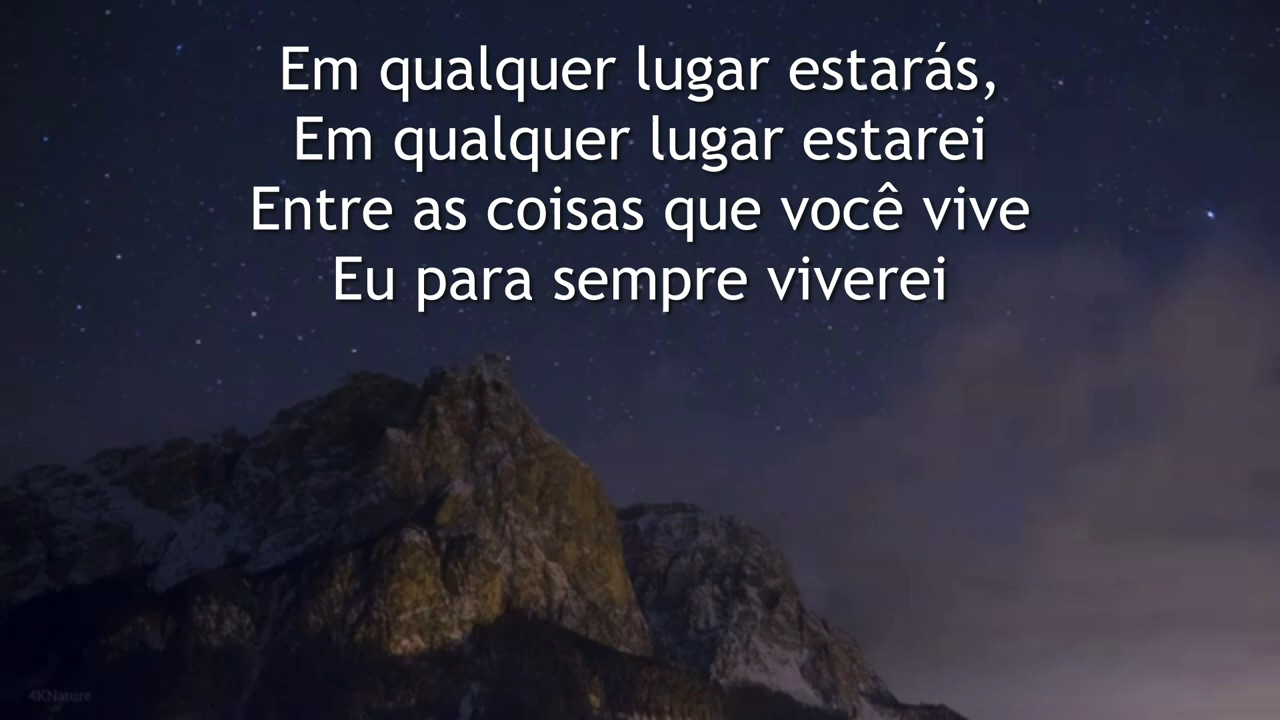 Em qualquer lugar estarás,
Em qualquer lugar estarei
Entre as coisas que você vive
Eu para sempre viverei
4KNature